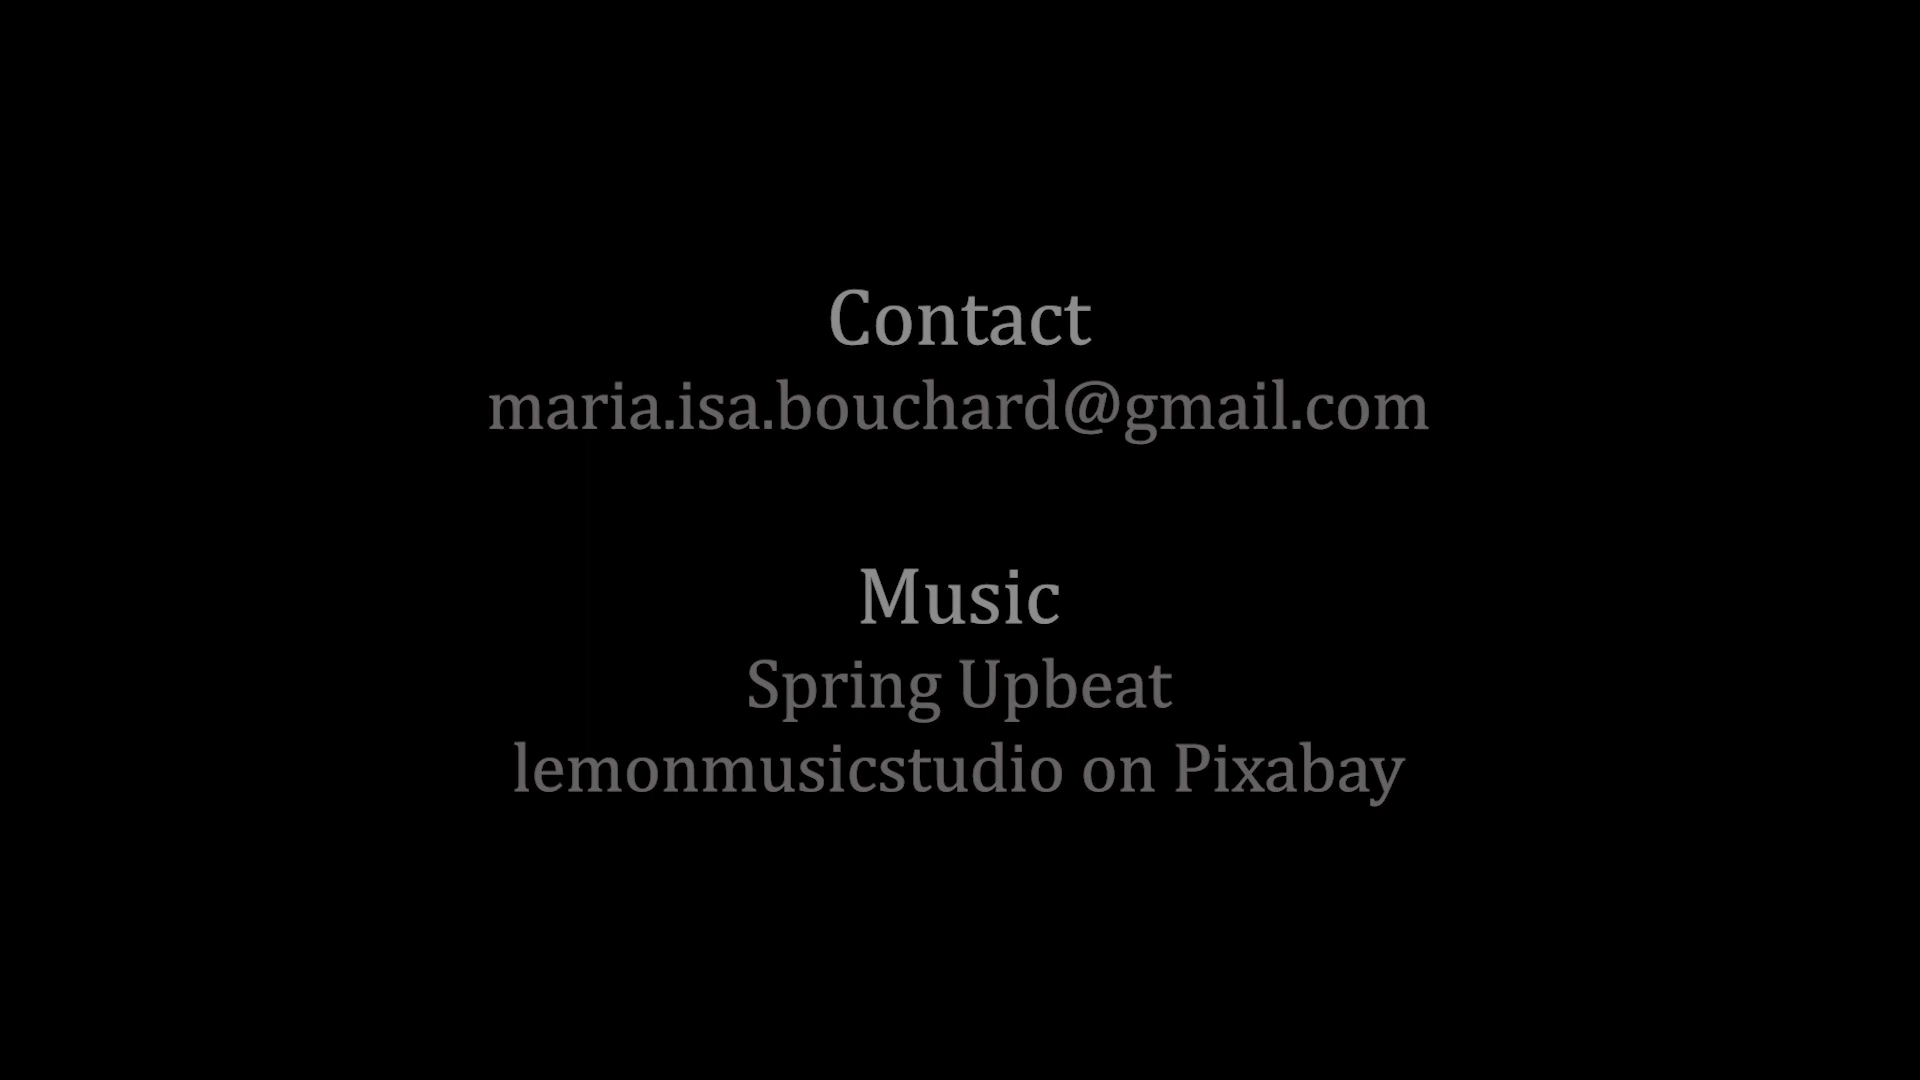 Contact
maria.isa.bouchard@gmail.com
Music
Spring Upbeat
lemonmusicstudio on Pixabay